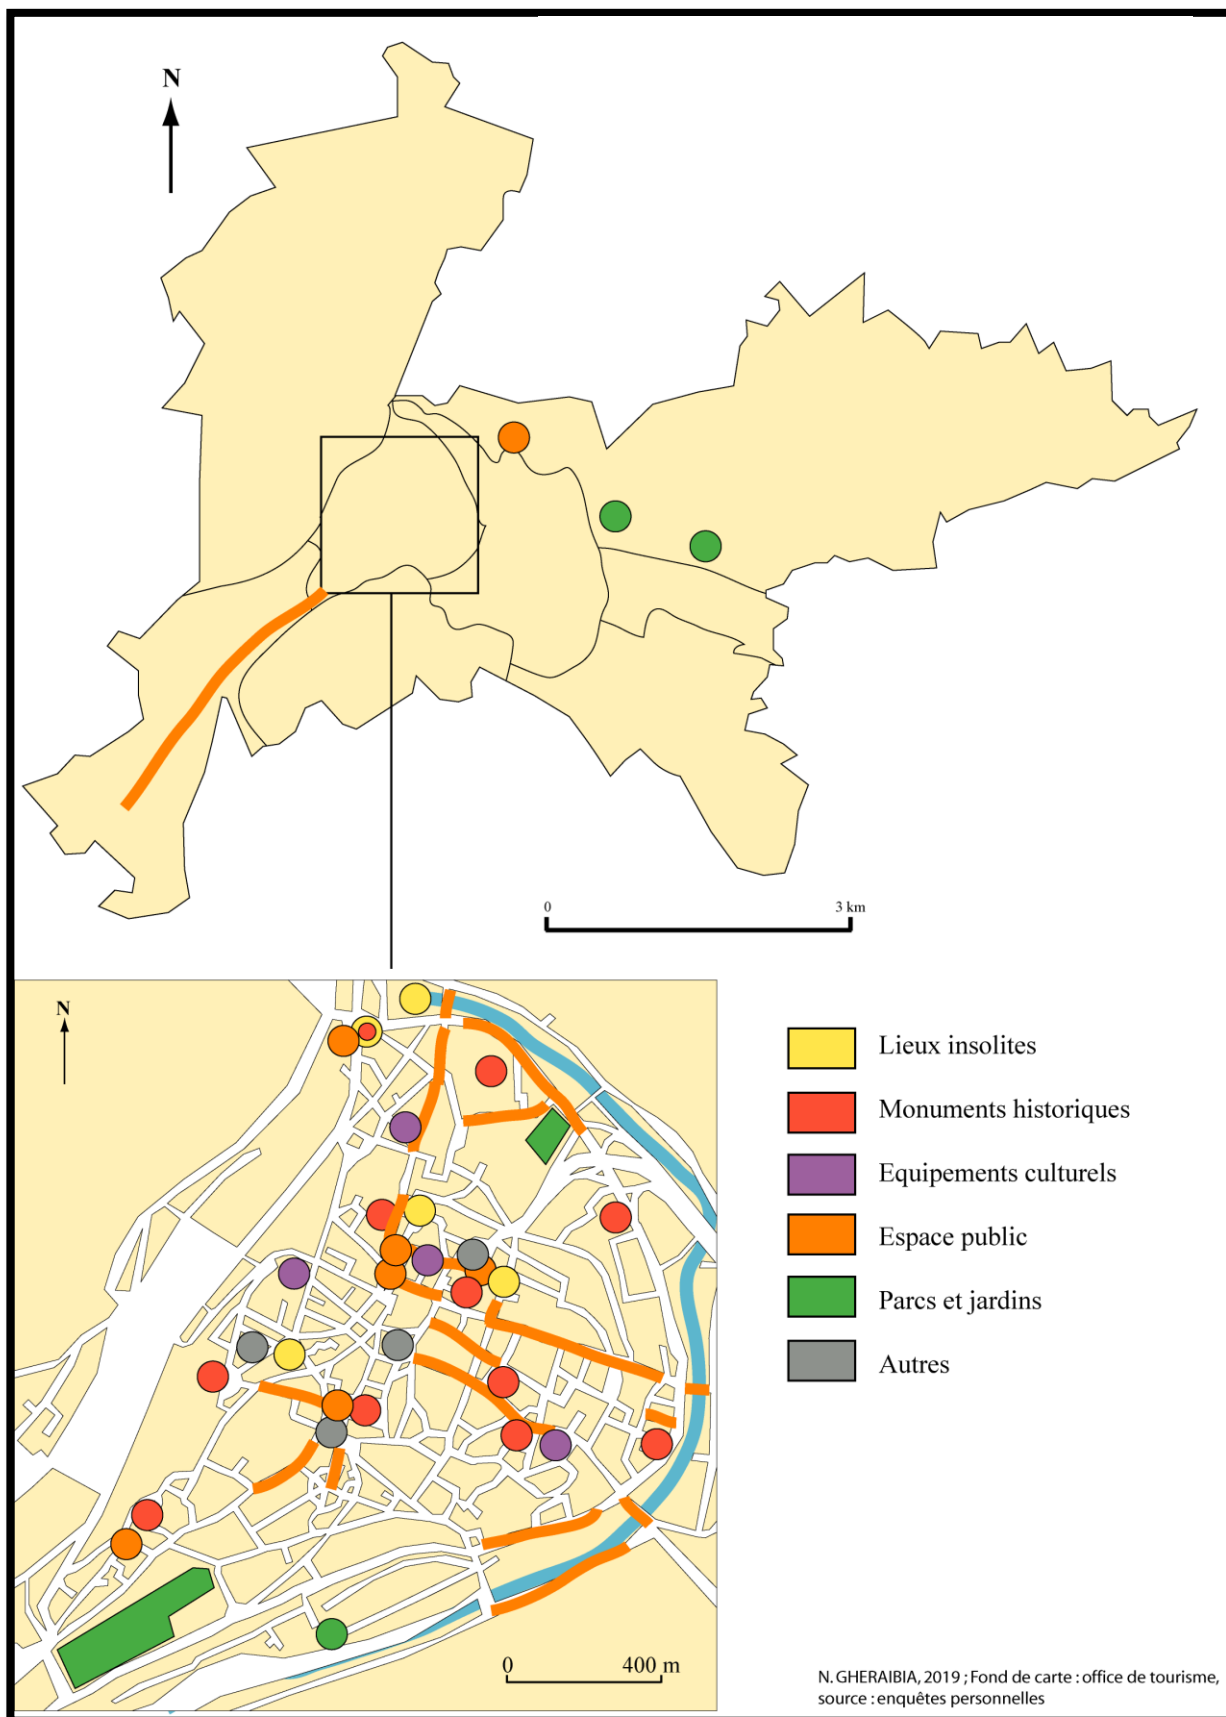 N
0
3 km
N
Lieux insolites
Monuments historiques
Equipements culturels
Espace public
Parcs et jardins
Autres
0
400 m
N. GHERAIBIA, 2019 ; Fond de carte : office de tourisme,
source : enquêtes personnelles